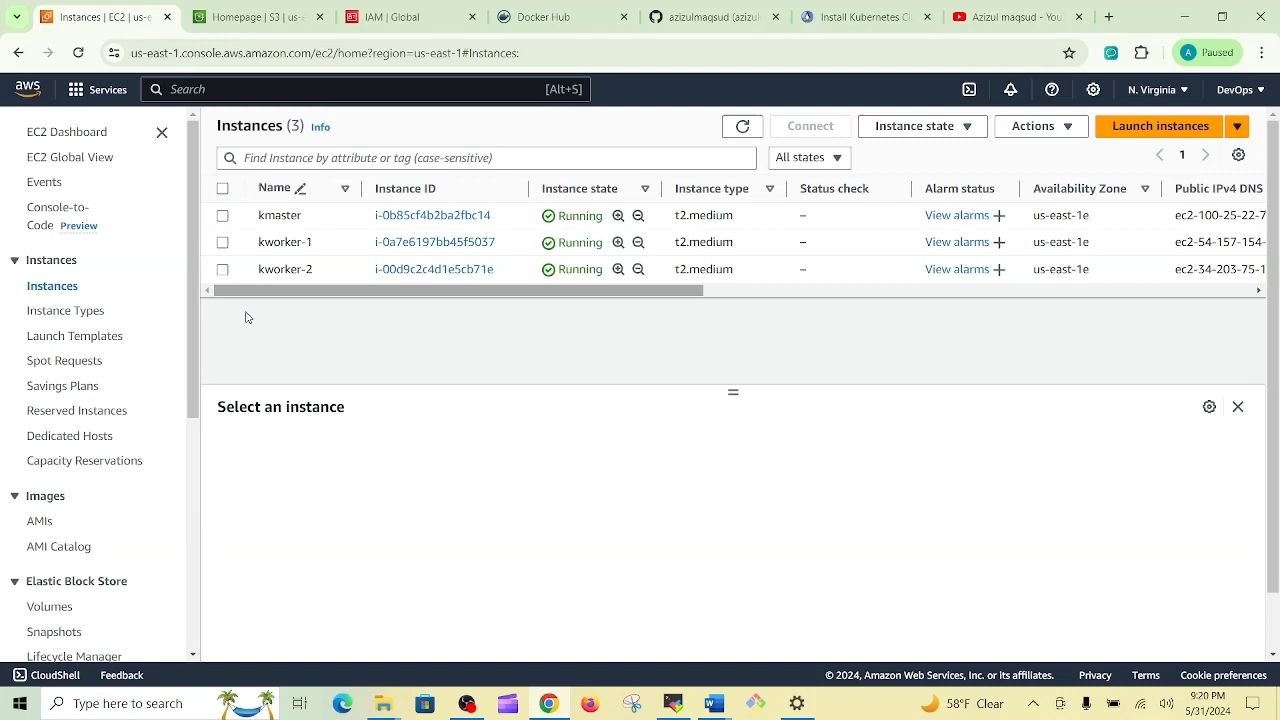 Instances | EC2 | us-e
Homepage | S3 | us-e
IAM | Global
Docker Hub
azizulmaqsud (azizul
Install Kubernetes Cl
Azizul maqsud - You
us-east-1.console.aws.amazon.com/ec2/home?region=us-east-1#Instances:
A Paused
aws Services Search [Alt+S] N. Virginia DevOps
EC2 Dashboard
EC2 Global View
Events
Console-to-
Code Preview
Instances
Instances
Instance Types
Launch Templates
Spot Requests
Savings Plans
Reserved Instances
Dedicated Hosts
Capacity Reservations
Images
AMIs
AMI Catalog
Elastic Block Store
Volumes
Snapshots
Lifecycle Manager
Instances (3) Info Connect Instance state Actions Launch instances
Find Instance by attribute or tag (case-sensitive) All states 1
Name Instance ID Instance state Instance type Status check Alarm status Availability Zone Public IPv4 DNS
kmaster i-0b85cf4b2ba2fbc14 Running t2.medium – View alarms us-east-1e ec2-100-25-22-7
kworker-1 i-0a7e6197bb45f5037 Running t2.medium – View alarms us-east-1e ec2-54-157-154-
kworker-2 i-00d9c2c4d1e5cb71e Running t2.medium – View alarms us-east-1e ec2-34-203-75-1
Select an instance
CloudShell Feedback © 2024, Amazon Web Services, Inc. or its affiliates. Privacy Terms Cookie preferences
Type here to search 58°F Clear 9:20 PM
5/31/2024